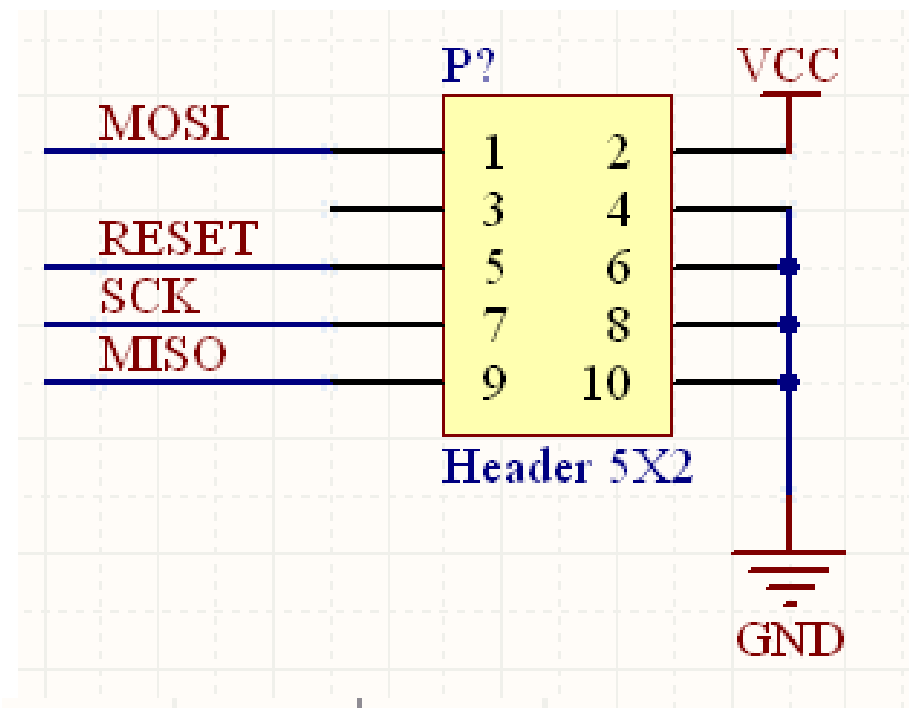 P?
VCC
MOSI
1 2
3 4
RESET
5 6
SCK
7 8
MISO
9 10
Header 5X2
GND